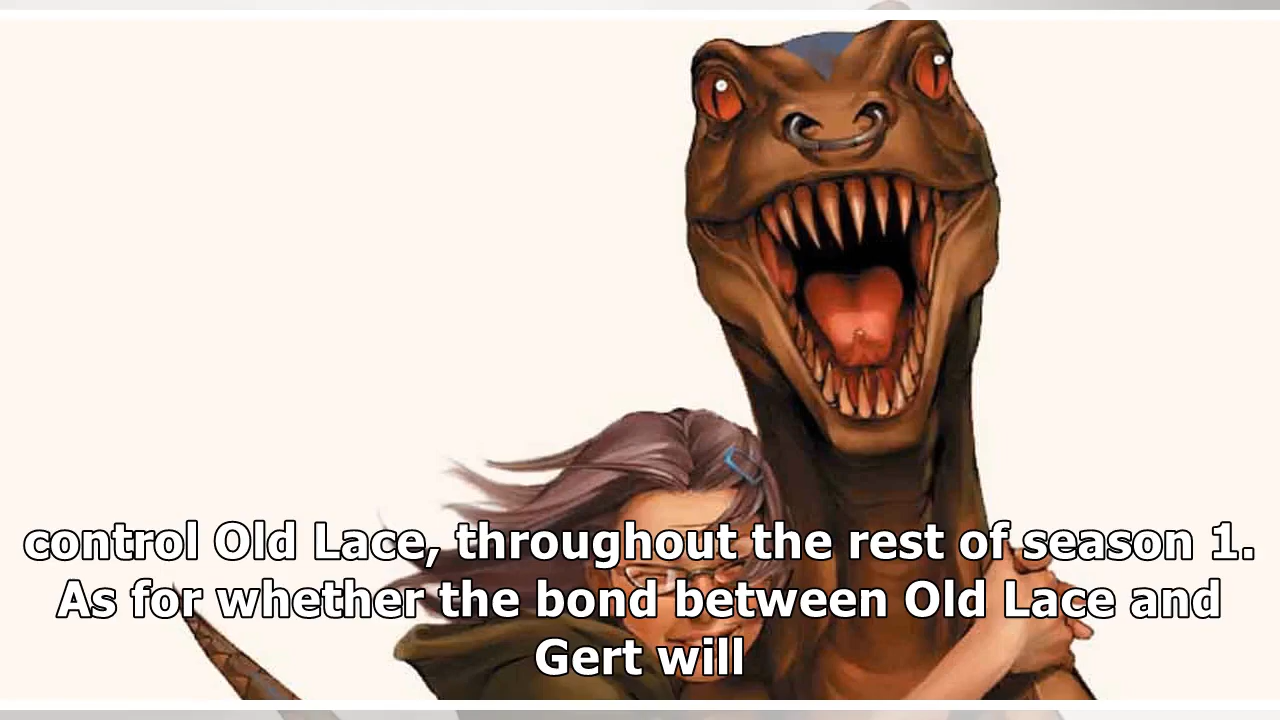 control Old Lace, throughout the rest of season 1.
As for whether the bond between Old Lace and
Gert will